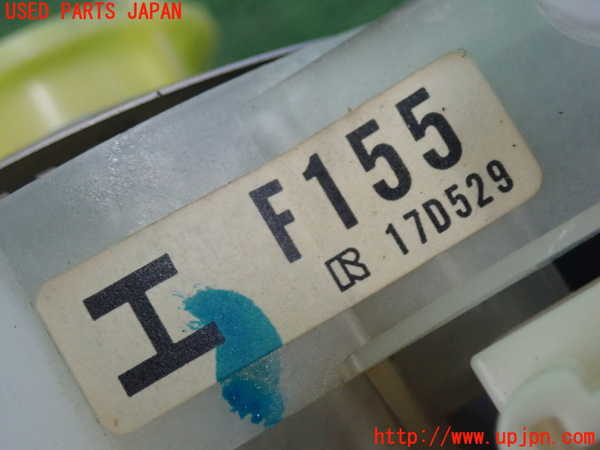 USED PARTS JAPAN
F155
エ
R 17D529
http://www.upjpn.com/